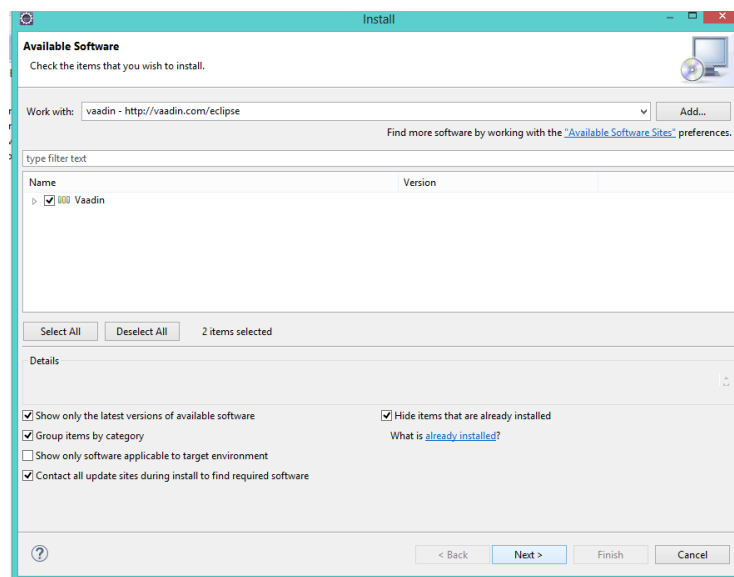 Install
Available Software
Check the items that you wish to install.
Work with: vaadin - http://vaadin.com/eclipse Add...
Find more software by working with the "Available Software Sites" preferences.
type filter text
Name Version
Vaadin
Select All Deselect All 2 items selected
Details
Show only the latest versions of available software Hide items that are already installed
Group items by category What is already installed?
Show only software applicable to target environment
Contact all update sites during install to find required software
? < Back Next > Finish Cancel